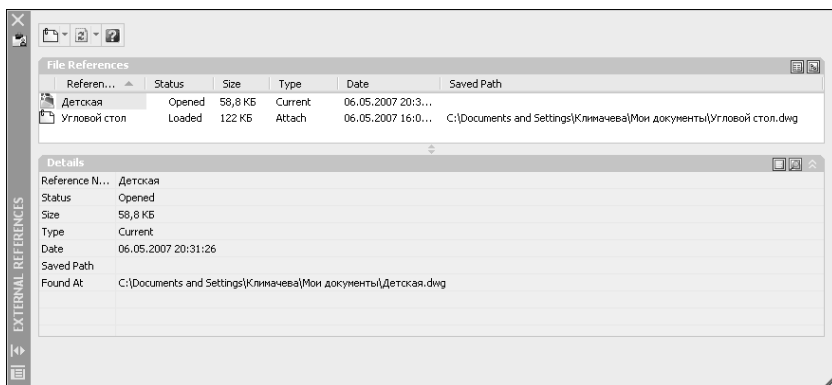 File References
Referen... Status Size Type Date Saved Path
Детская Opened 58,8 КБ Current 06.05.2007 20:3...
Угловой стол Loaded 122 КБ Attach 06.05.2007 16:0... C:\Documents and Settings\Климачева\Мои документы\Угловой стол.dwg
Details
Reference N... Детская
Status Opened
Size 58,8 КБ
Type Current
Date 06.05.2007 20:31:26
Saved Path
Found At C:\Documents and Settings\Климачева\Мои документы\Детская.dwg
EXTERNAL REFERENCES